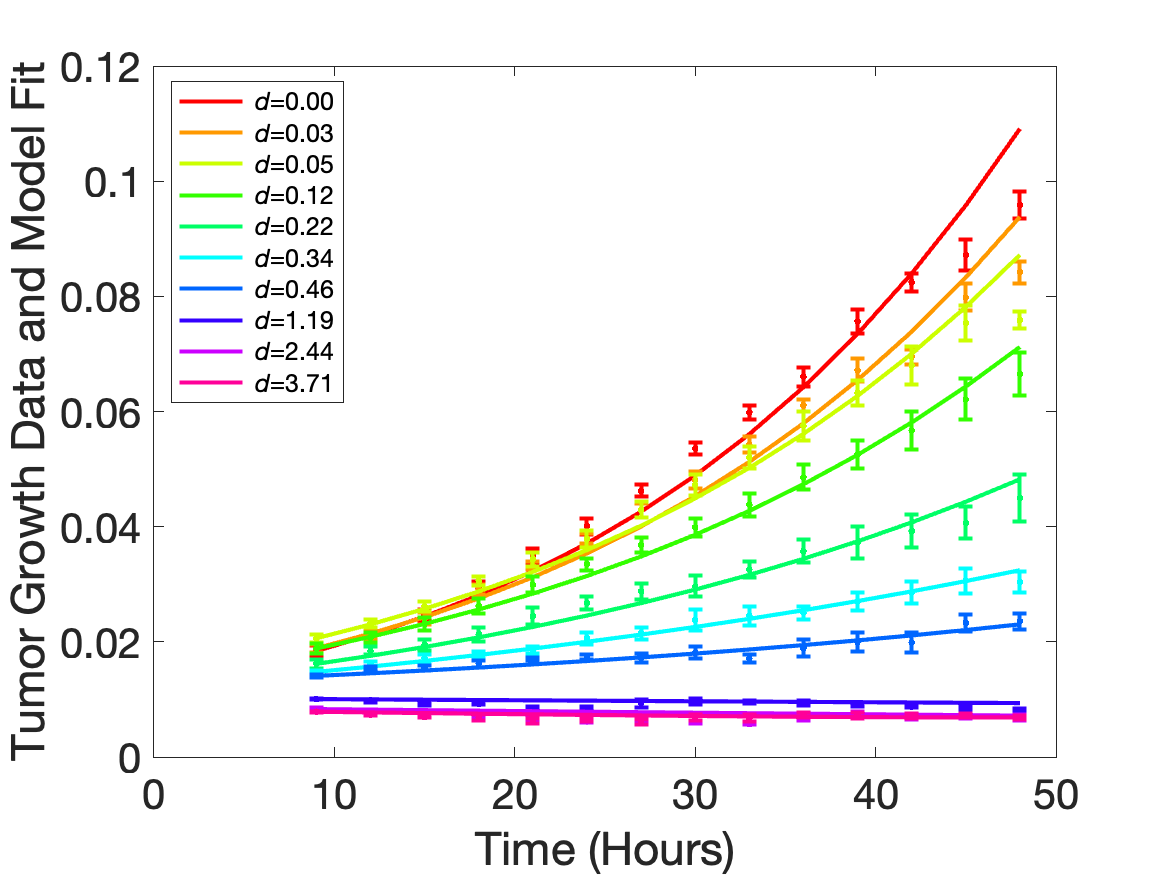 Tumor Growth Data and Model Fit
0.12
0.1
0.08
0.06
0.04
0.02
0
d=0.00
d=0.03
d=0.05
d=0.12
d=0.22
d=0.34
d=0.46
d=1.19
d=2.44
d=3.71
0 10 20 30 40 50
Time (Hours)